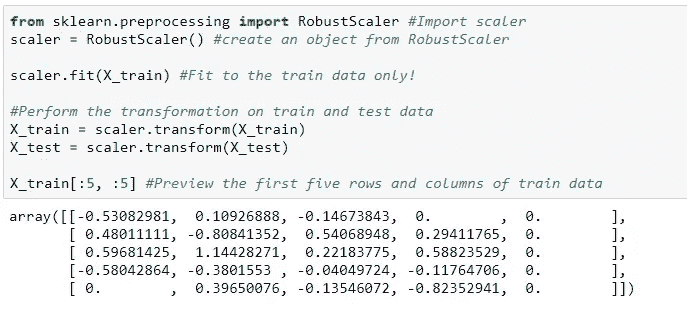 from sklearn.preprocessing import RobustScaler #Import scaler
scaler = RobustScaler() #create an object from RobustScaler
scaler.fit(X_train) #Fit to the train data only!
#Perform the transformation on train and test data
X_train = scaler.transform(X_train)
X_test = scaler.transform(X_test)
X_train[:5, :5] #Preview the first five rows and columns of train data
array([[-0.53082981,  0.10926888, -0.14673843,  0.        ,  0.        ],
       [ 0.48011111, -0.80841352,  0.54068948,  0.29411765,  0.        ],
       [ 0.59681425,  1.14428271,  0.22183775,  0.58823529,  0.        ],
       [-0.58042864, -0.3801553 , -0.04049724, -0.11764706,  0.        ],
       [ 0.        ,  0.39650076, -0.13546072, -0.82352941,  0.        ]])